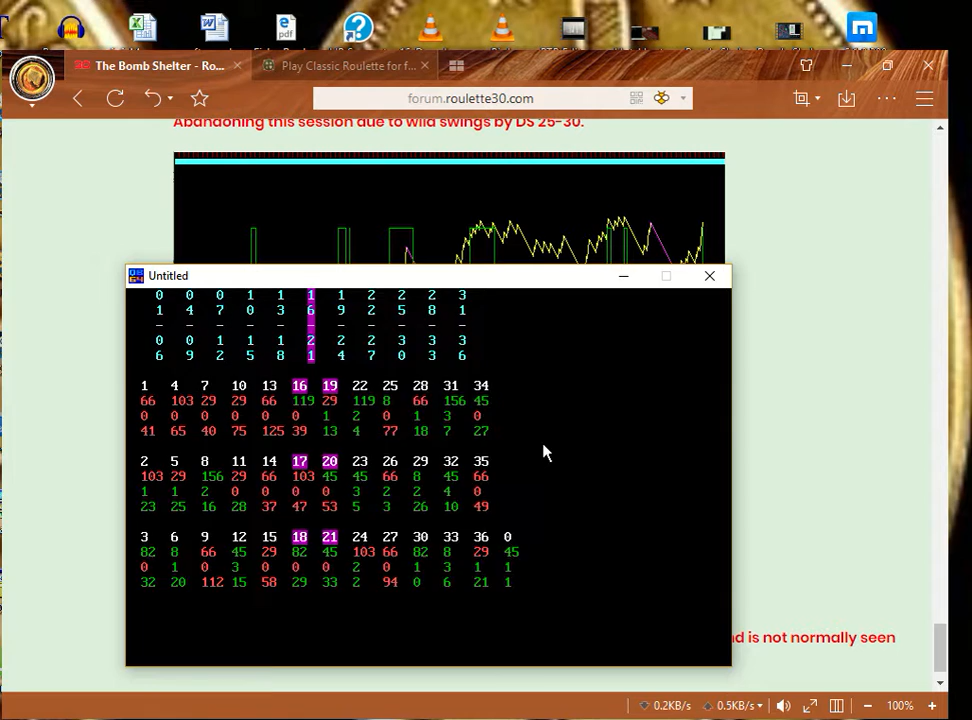 pdf
The Bomb Shelter - Ro...
Play Classic Roulette for f...
forum.roulette30.com
Abandoning this session due to wild swings by DS 25-30.
Untitled
0 0 0 1 1 1 1 2 2 2 3
1 4 7 0 3 6 9 2 5 8 1
- - - - - - - - - - -
0 0 1 1 1 2 2 2 3 3 3
6 9 2 5 8 1 4 7 0 3 6
1 4 7 10 13 16 19 22 25 28 31 34
66 103 29 29 66 119 29 119 8 66 156 45
0 0 0 0 0 0 1 2 0 1 3 0
41 65 40 75 125 39 13 4 77 18 7 27
2 5 8 11 14 17 20 23 26 29 32 35
103 29 156 29 66 103 45 45 66 8 45 66
1 1 2 0 0 0 0 3 2 2 4 0
23 25 16 28 37 47 53 5 3 26 10 49
3 6 9 12 15 18 21 24 27 30 33 36 0
82 8 66 45 29 82 45 103 66 82 8 29 45
0 1 0 3 0 0 0 2 0 1 3 1 1
32 20 112 15 58 29 33 2 94 0 6 21 1
nd is not normally seen
0.2KB/s 0.5KB/s 100%